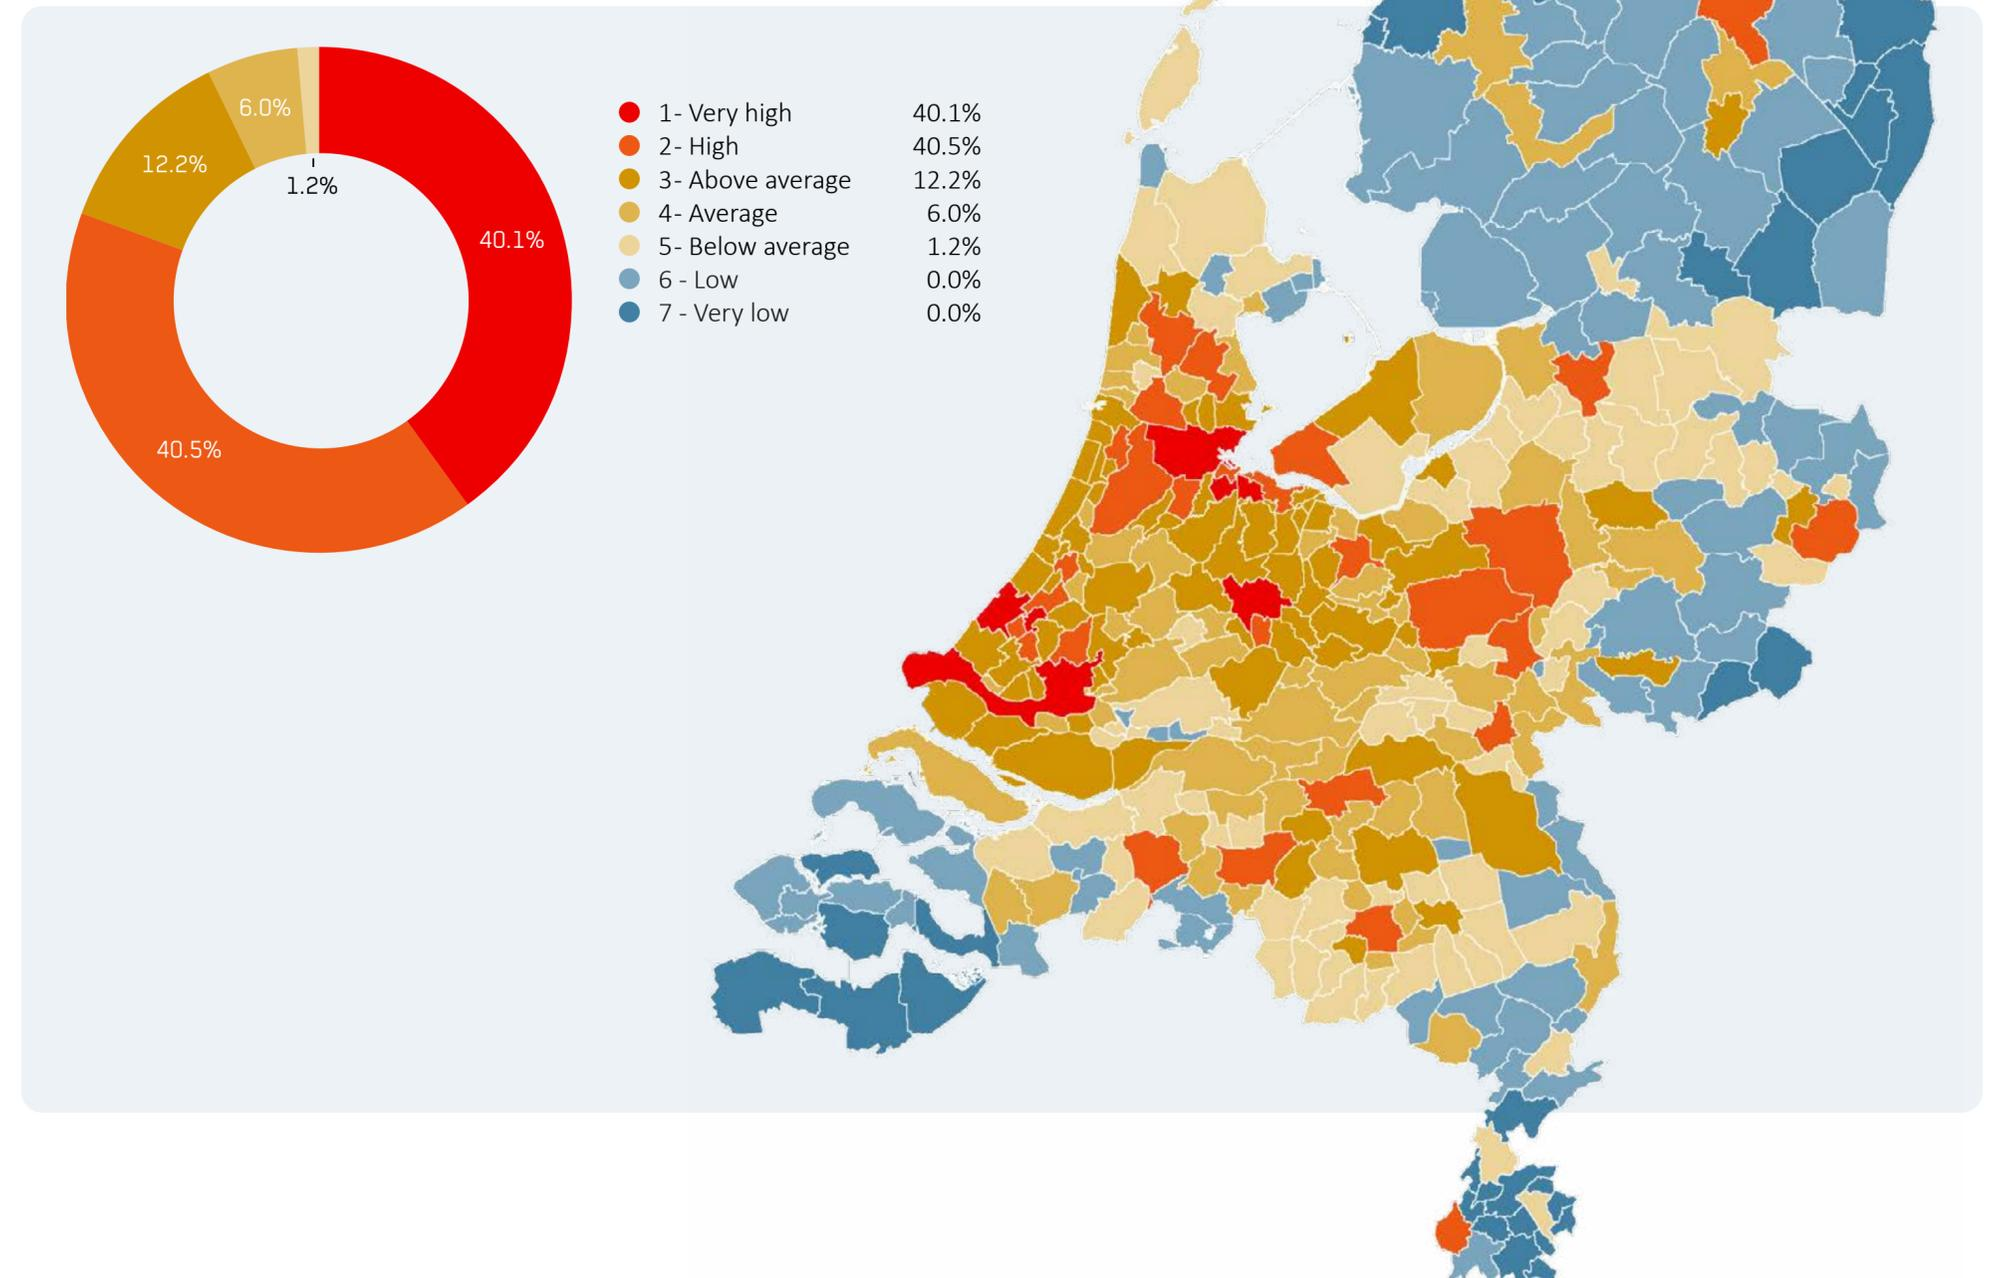 6.0%
12.2%
1.2%
40.1%
40.5%
1- Very high 40.1%
2- High 40.5%
3- Above average 12.2%
4- Average 6.0%
5- Below average 1.2%
6 - Low 0.0%
7 - Very low 0.0%